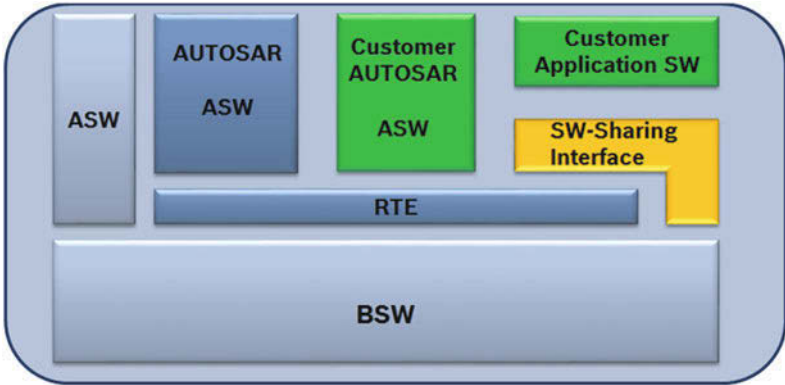 ASW
AUTOSAR
ASW
Customer
AUTOSAR
ASW
Customer
Application SW
SW-Sharing
Interface
RTE
BSW